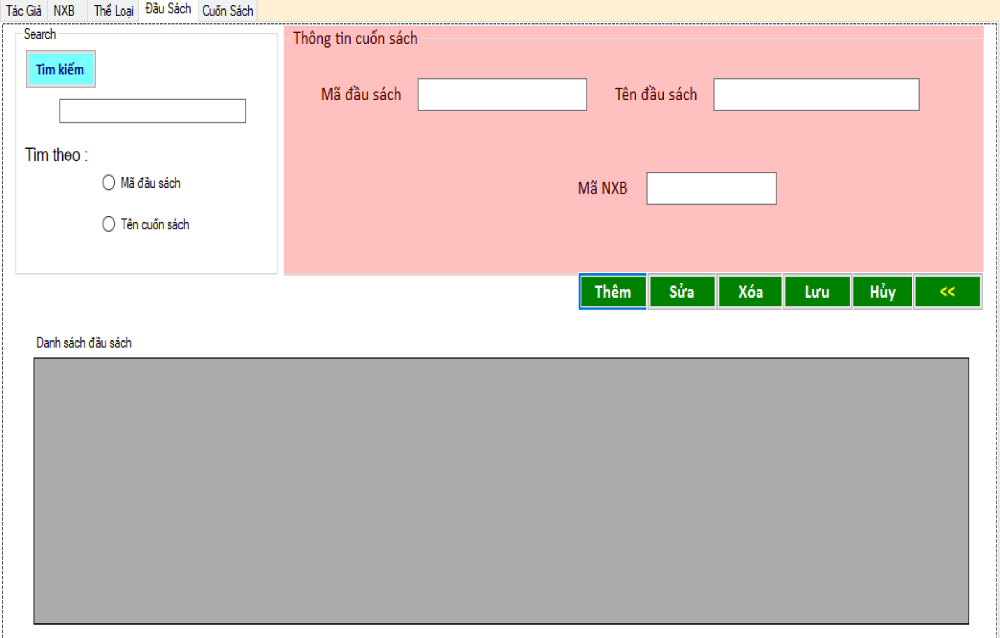 Tác Giả NXB Thể Loại Đầu Sách Cuốn Sách
Search
Tìm kiếm
Tìm theo :
Mã đầu sách
Tên cuốn sách
Thông tin cuốn sách
Mã đầu sách Tên đầu sách
Mã NXB
Thêm Sửa Xóa Lưu Hủy <<
Danh sách đầu sách